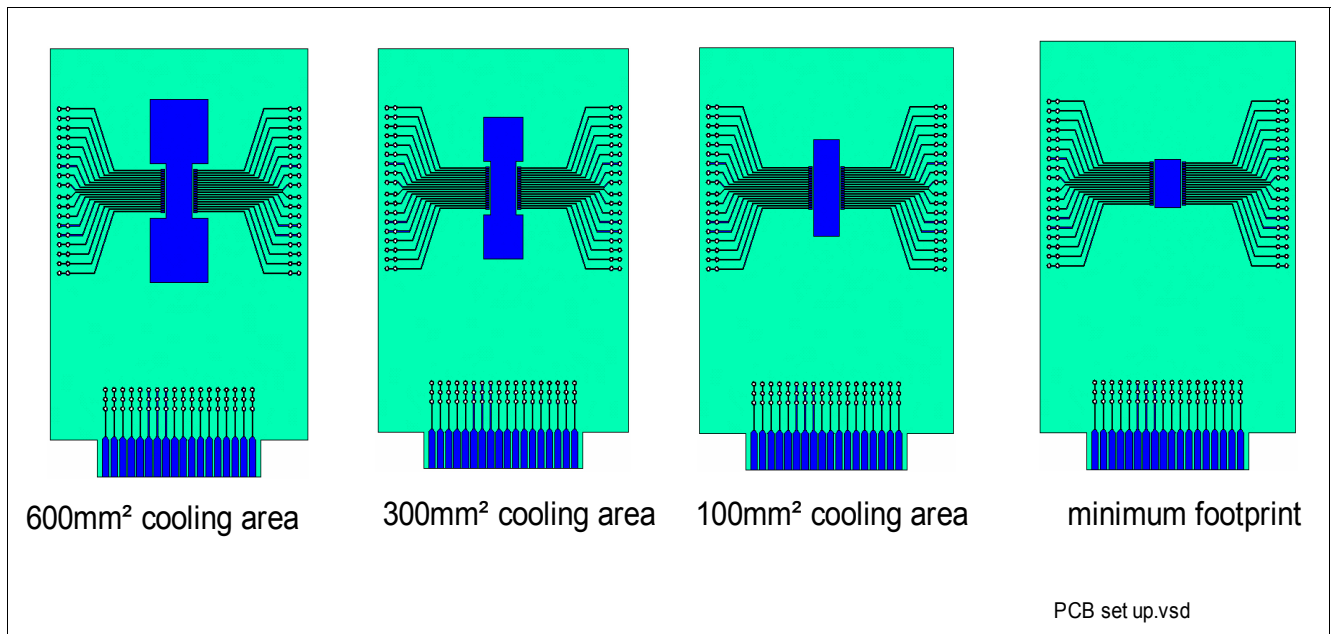 600mm² cooling area
300mm² cooling area
100mm² cooling area
minimum footprint
PCB set up.vsd